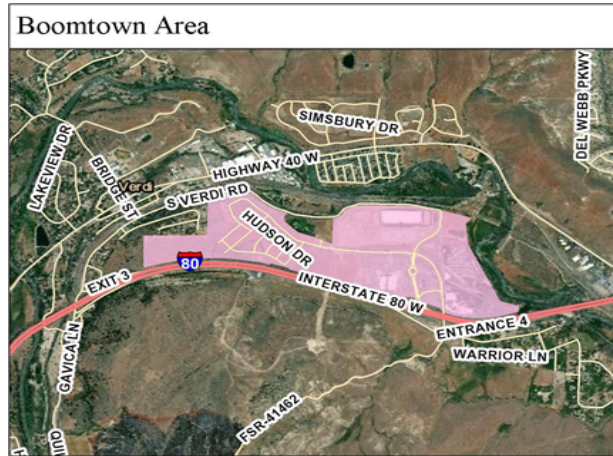 Boomtown Area
DEL WEBB PKWY
SIMSBURY DR
LAKEVIEW DR
BRIDGE ST
HIGHWAY 40 W
Verdi
S VERDI RD
HUDSON DR
80
EXIT 3
INTERSTATE 80 W
ENTRANCE 4
GAVICA LN
WARRIOR LN
FSR-41462